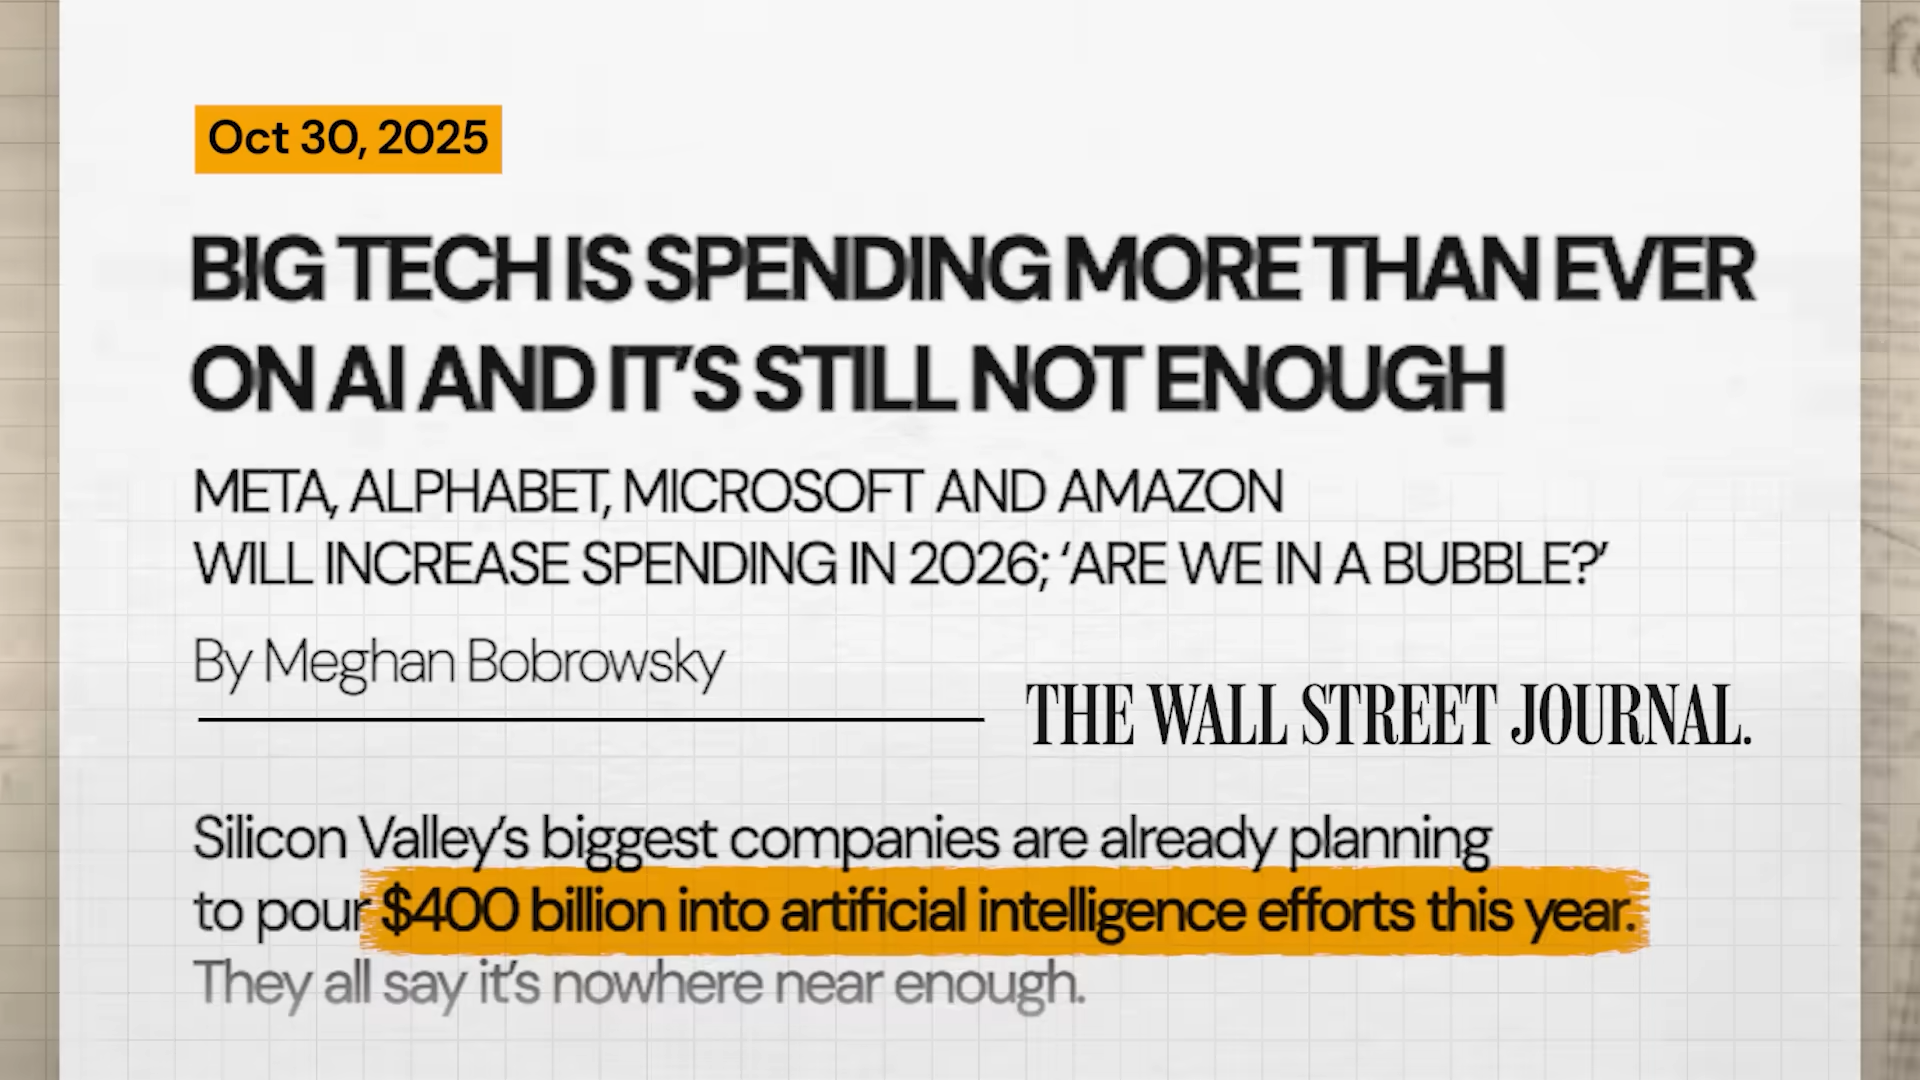 Oct 30, 2025
BIG TECH IS SPENDING MORE THAN EVER
ON AI AND IT'S STILL NOT ENOUGH
META, ALPHABET, MICROSOFT AND AMAZON
WILL INCREASE SPENDING IN 2026; ‘ARE WE IN A BUBBLE?’
By Meghan Bobrowsky
THE WALL STREET JOURNAL.
Silicon Valley’s biggest companies are already planning
to pour $400 billion into artificial intelligence efforts this year.
They all say it’s nowhere near enough.